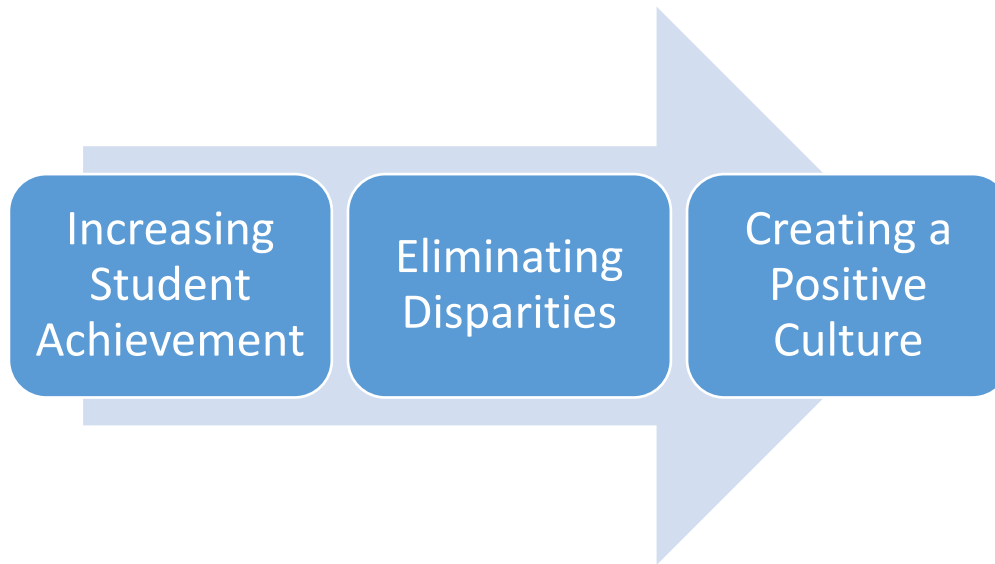 Increasing
Student
Achievement
Eliminating
Disparities
Creating a
Positive
Culture